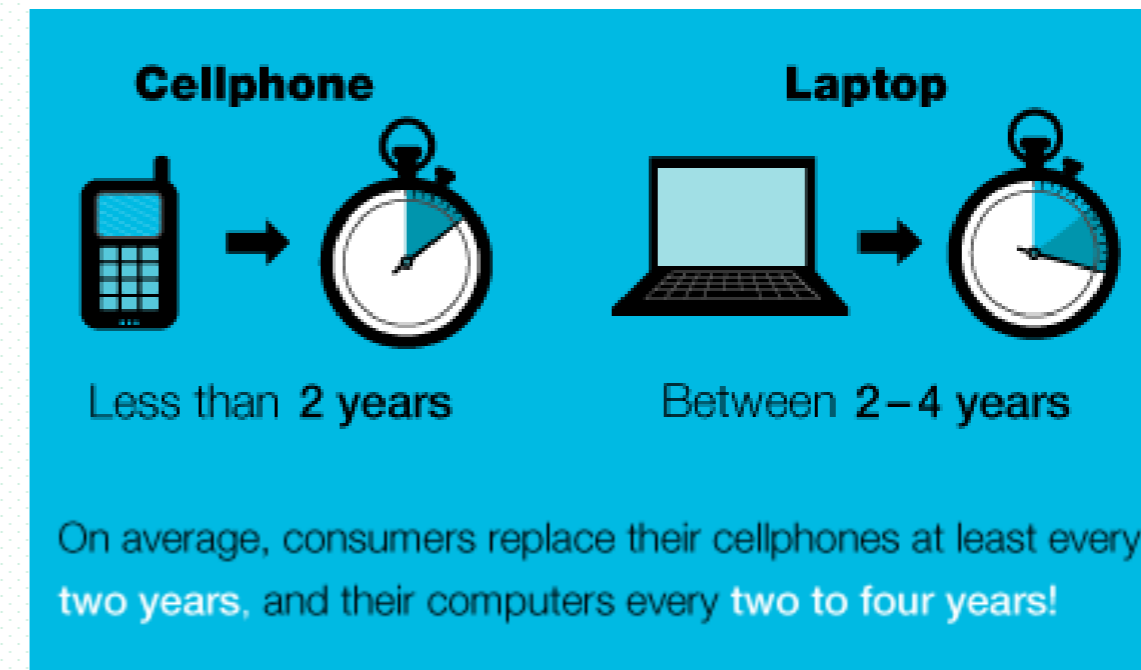 Cellphone
Laptop
Less than 2 years
Between 2–4 years
On average, consumers replace their cellphones at least every
two years, and their computers every two to four years!